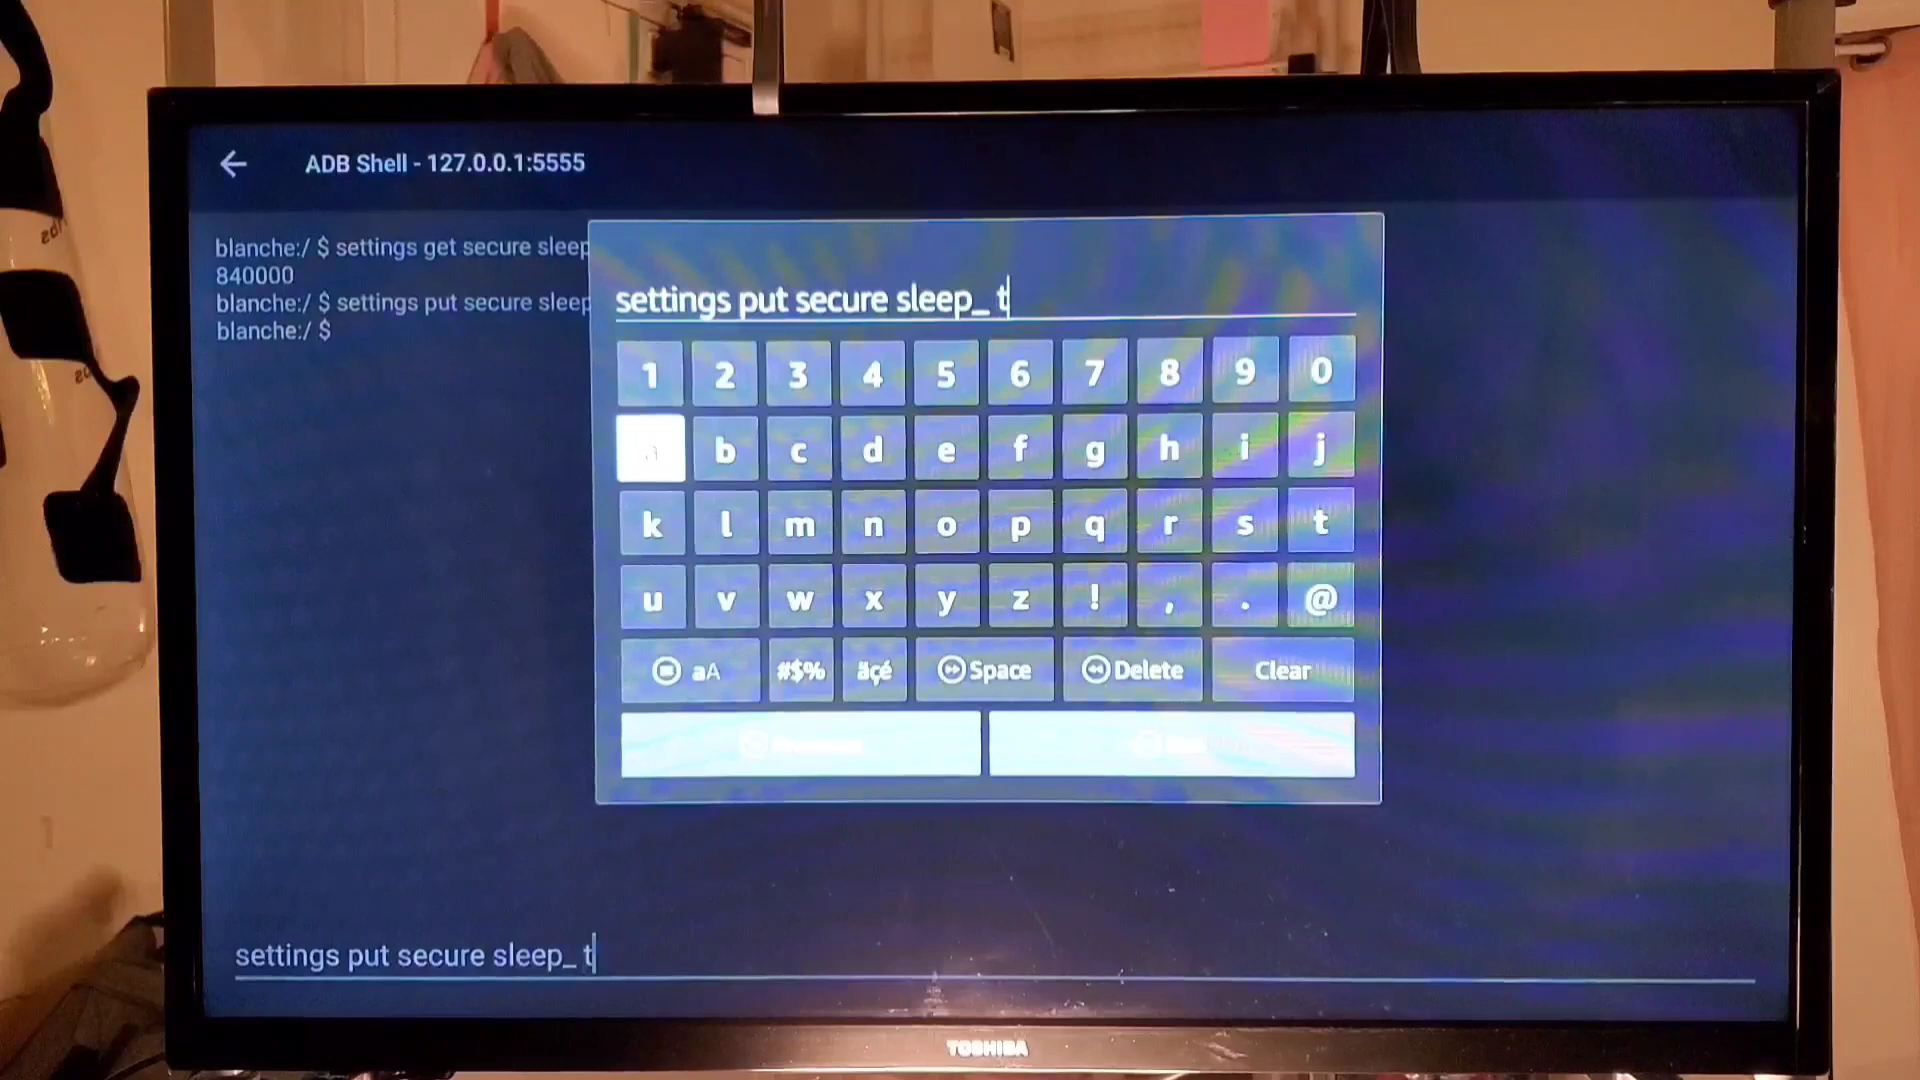 ADB Shell - 127.0.0.1:5555
blanche:/ $ settings get secure sleep
840000
blanche:/ $ settings put secure sleep
blanche:/ $
settings put secure sleep_ t
1 2 3 4 5 6 7 8 9 0
a b c d e f g h i j
k l m n o p q r s t
u v w x y z ! , . @
aA #$% äçé Space Delete Clear
settings put secure sleep_ t
TOSHIBA